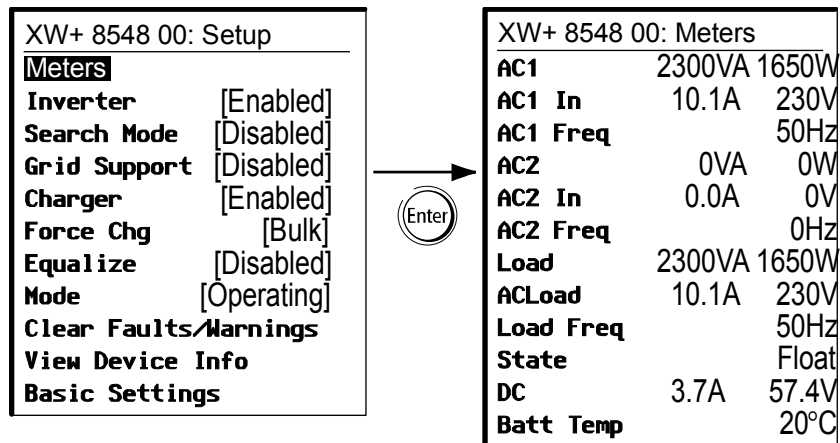 XW+ 8548 00: Setup
Meters
Inverter [Enabled]
Search Mode [Disabled]
Grid Support [Disabled]
Charger [Enabled]
Force Chg [Bulk]
Equalize [Disabled]
Mode [Operating]
Clear Faults/Warnings
View Device Info
Basic Settings
Enter
XW+ 8548 00: Meters
AC1 2300VA 1650W
AC1 In 10.1A 230V
AC1 Freq 50Hz
AC2 0VA 0W
AC2 In 0.0A 0V
AC2 Freq 0Hz
Load 2300VA 1650W
ACLoad 10.1A 230V
Load Freq 50Hz
State Float
DC 3.7A 57.4V
Batt Temp 20°C